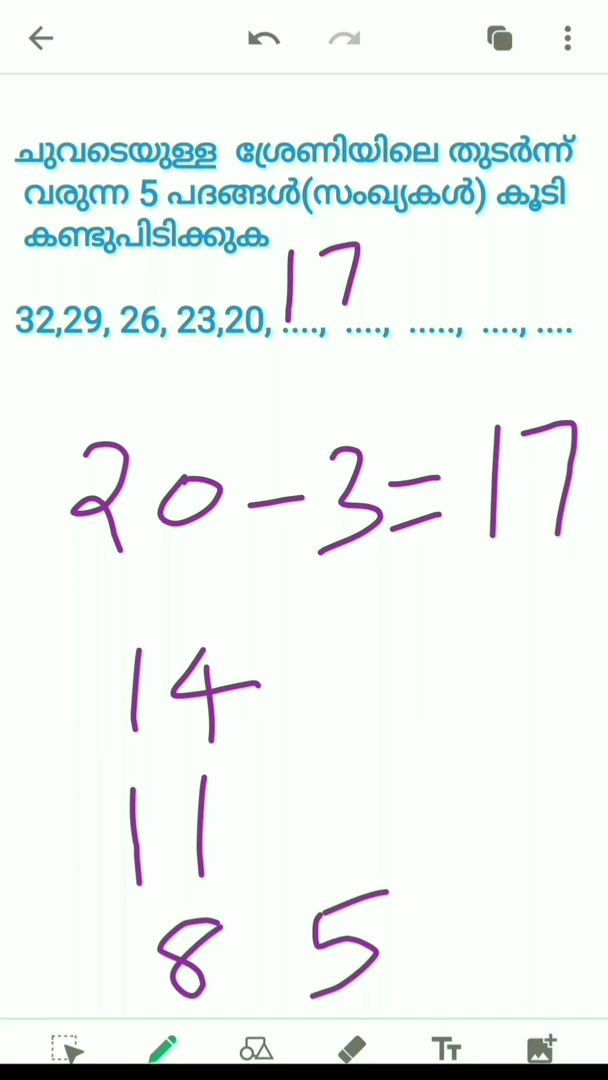 ചുവടെയുള്ള ശ്രേണിയിലെ തുടർന്ന്
വരുന്ന 5 പദങ്ങൾ(സംഖ്യകൾ) കൂടി
കണ്ടുപിടിക്കുക
17
32,29, 26, 23,20, ...., ...., ....., ...., ....
20-3=17
14
11
8 5
Tт